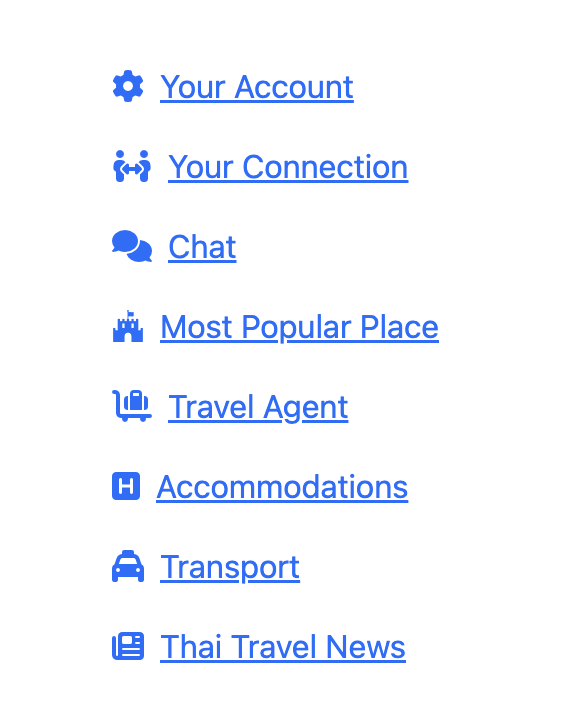 Your Account
Your Connection
Chat
Most Popular Place
Travel Agent
H Accommodations
Transport
Thai Travel News